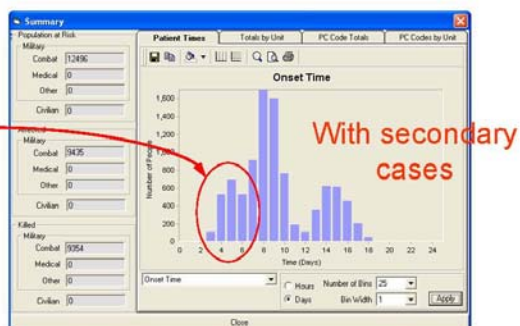 Summary
Population at Risk
Military
Combat 12496
Medical 0
Other 0
Civilian 0
Military
Combat 9435
Medical 0
Other 0
Civilian 0
Killed
Military
Combat 9354
Medical 0
Other 0
Civilian 0
Patient Times Totals by Unit PC Code Totals PC Codes by Unit
Onset Time
1,600
1,400
1,200
1,000
800
600
400
200
0
Number of People
0 2 4 6 8 10 12 14 16 18 20 22 24
Time (Days)
With secondary
cases
Onset Time
Hours Number of Bins 25
Days Bin Width 1 Apply
Close